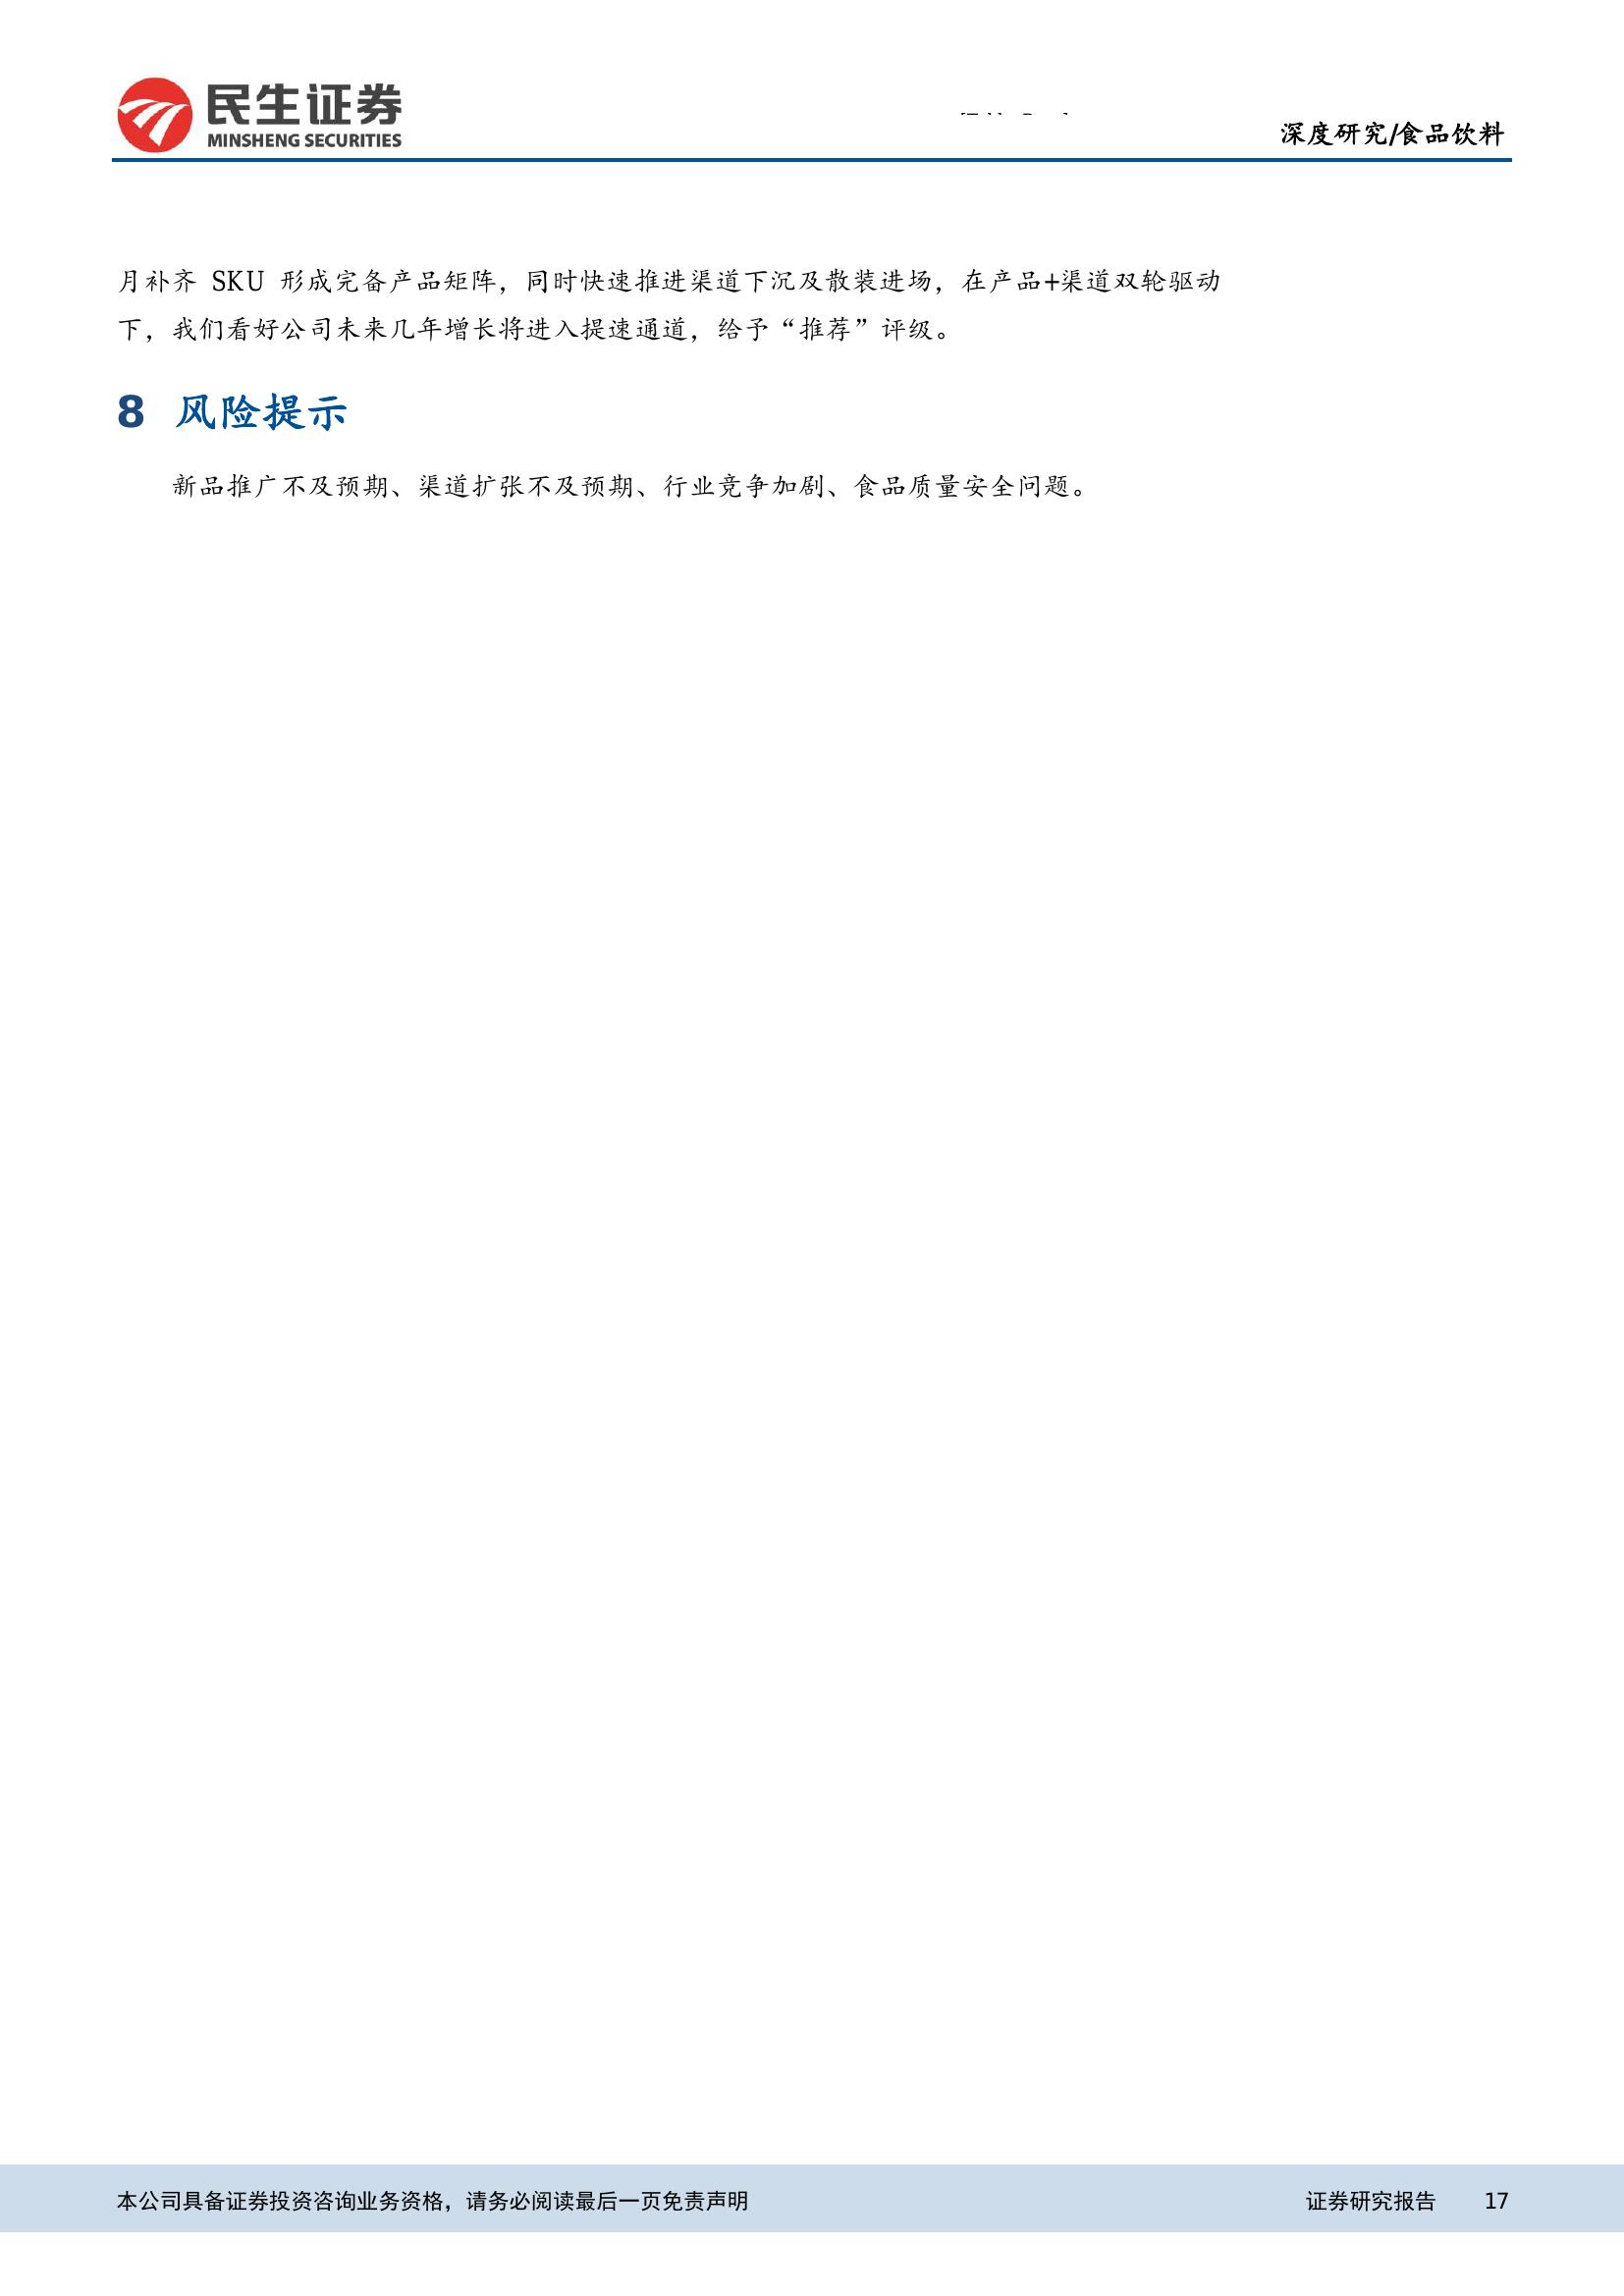 民生证券
MINSHENG SECURITIES
深度研究/食品饮料
月补齐 SKU 形成完备产品矩阵，同时快速推进渠道下沉及散装进场，在产品+渠道双轮驱动
下，我们看好公司未来几年增长将进入提速通道，给予“推荐”评级。
8 风险提示
新品推广不及预期、渠道扩张不及预期、行业竞争加剧、食品质量安全问题。
本公司具备证券投资咨询业务资格，请务必阅读最后一页免责声明 证券研究报告 17